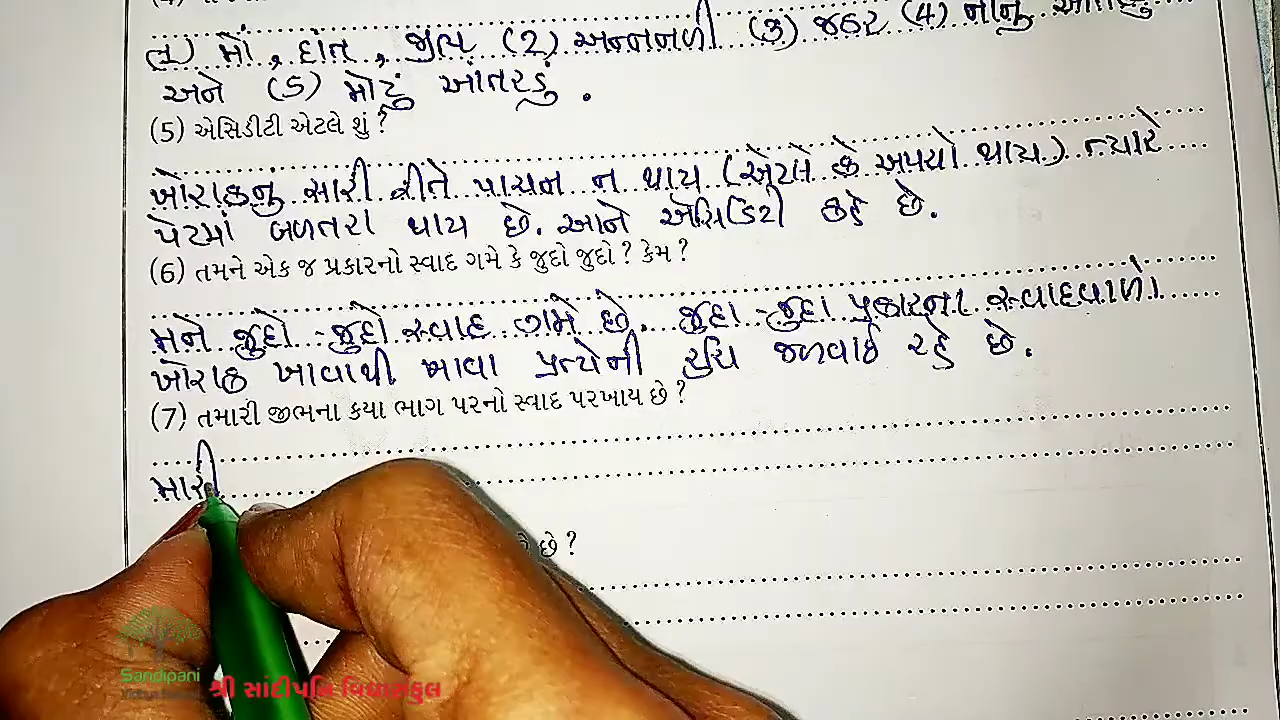 (1) મોં, દાંત, જીભ (2) અન્નનળી (3) જઠર (4) નાનું આંતરડું
અને (5) મોટું આંતરડું.
(5) એસિડીટી એટલે શું ?
ખોરાકનું સારી રીતે પાચન ન થાય (એટલે કે અપચો થાય) ત્યારે
પેટમાં બળતરા થાય છે. આને એસિડિટી કહે છે.
(6) તમને એક જ પ્રકારનો સ્વાદ ગમે કે જુદો જુદો ? કેમ ?
મને જુદો-જુદો સ્વાદ ગમે છે. જુદા-જુદા પ્રકારના સ્વાદવાળો
ખોરાક ખાવાથી ખાવા પ્રત્યેની રુચિ જળવાઈ રહે છે.
(7) તમારી જીભના કયા ભાગ પરનો સ્વાદ પરખાય છે ?
મારી
છે ?
Sandipani
શ્રી સાંદીપનિ વિદ્યાસંકુલ